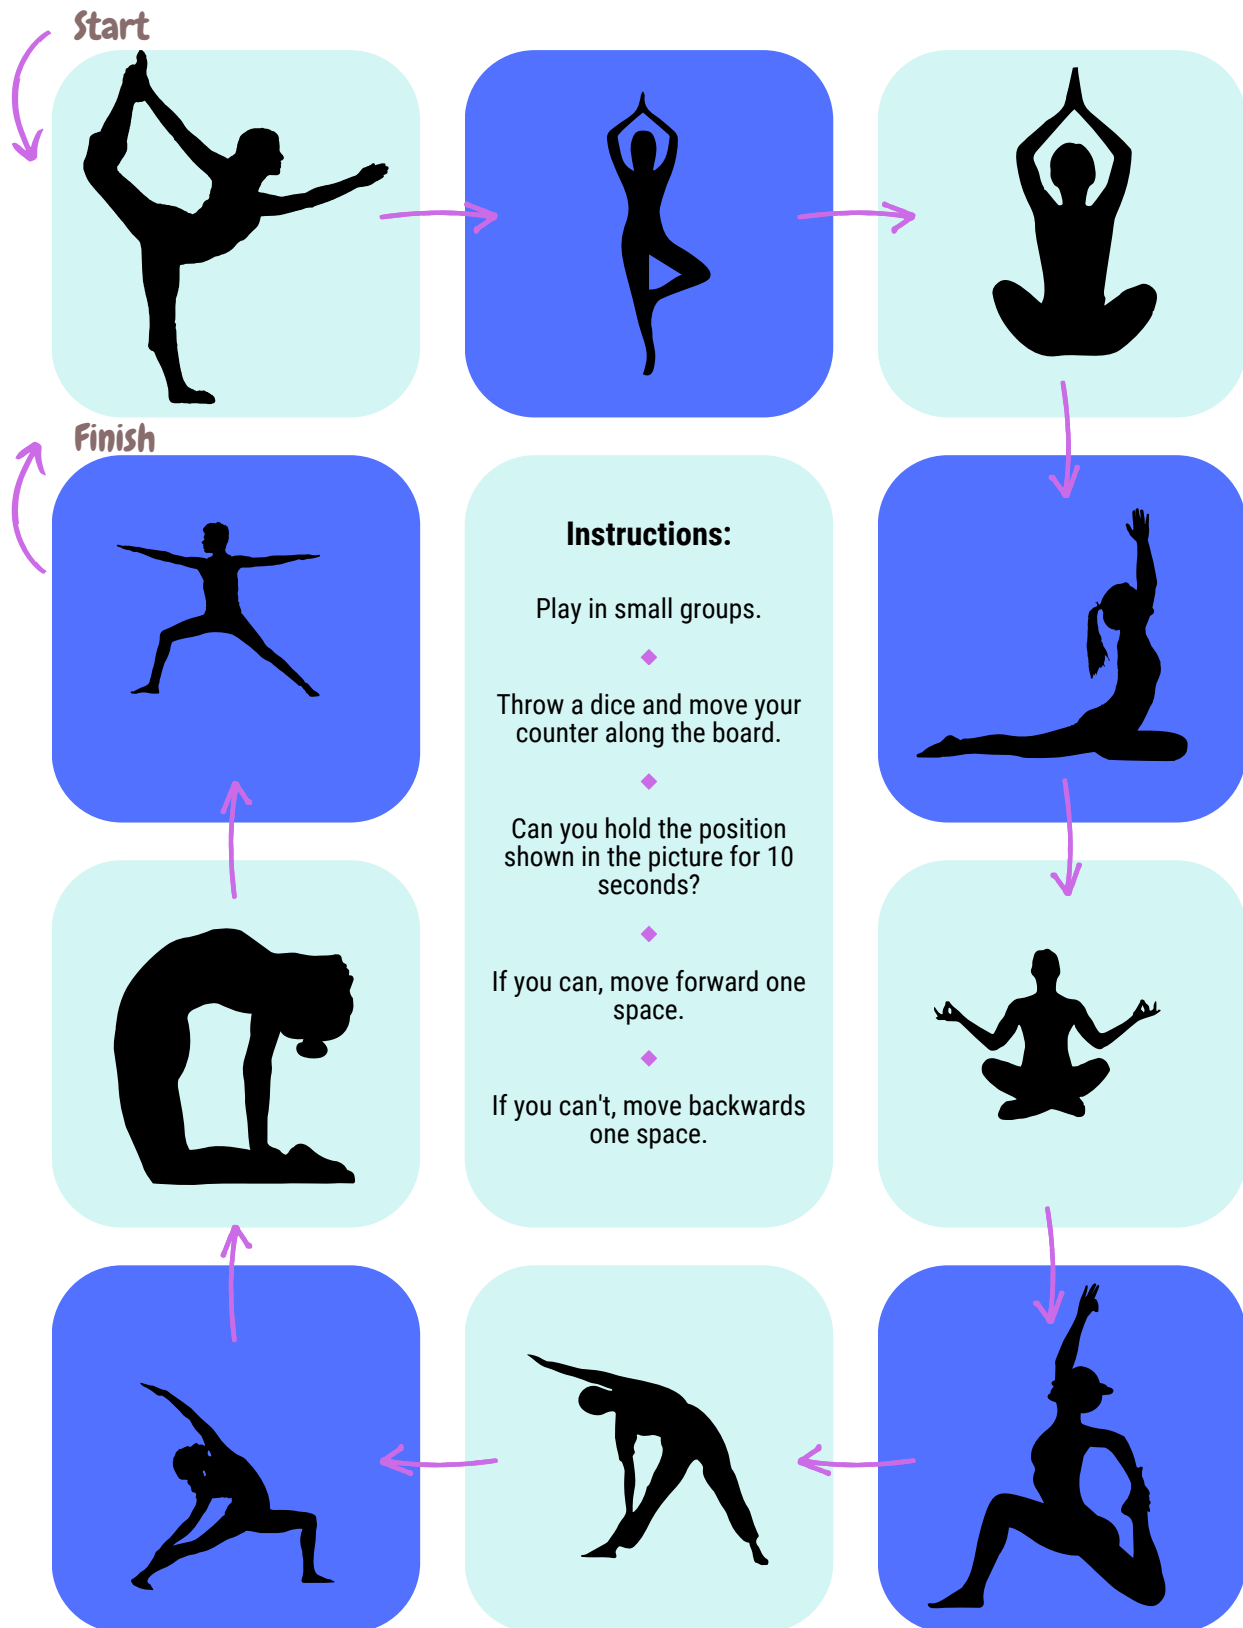 Start
Finish
Instructions:
Play in small groups.
Throw a dice and move your
counter along the board.
Can you hold the position
shown in the picture for 10
seconds?
If you can, move forward one
space.
If you can't, move backwards
one space.